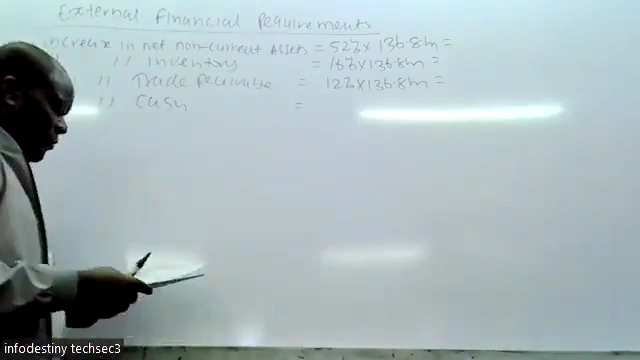 External Financial Requirements
Increase in net non-current Assets = 52% x 136.8m =
" Inventory = 16% x 136.8m =
" Trade Receivable = 12% x 136.8m =
" Cash =
infodestiny techsec3